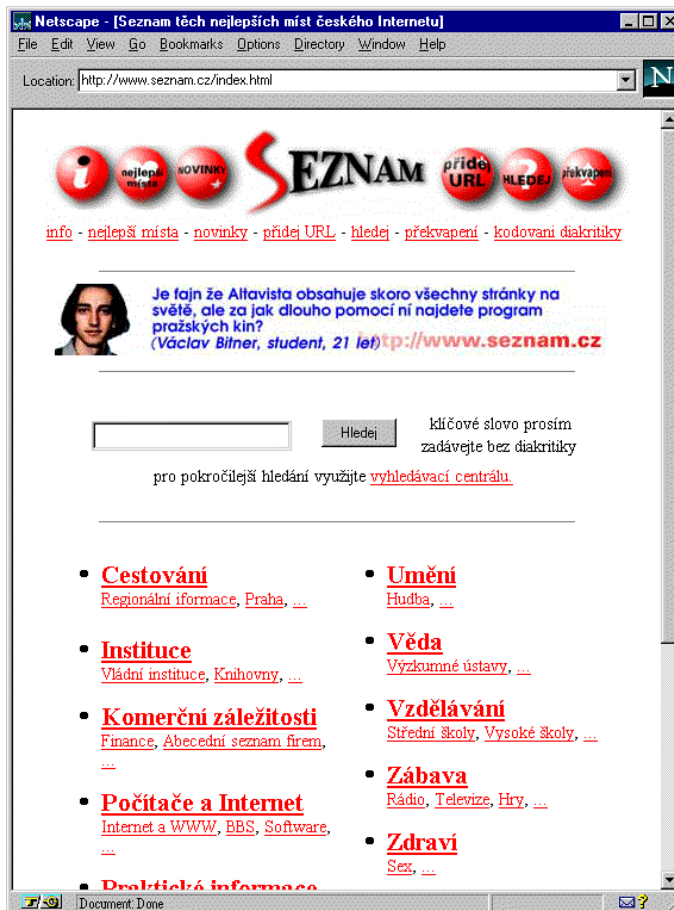 Netscape - [Seznam těch nejlepších míst českého Internetu]
File Edit View Go Bookmarks Options Directory Window Help
Location: http://www.seznam.cz/index.html
N
i nejlepší místa NOVINKY SEZNAM přidej URL HLEDEJ překvapení
info - nejlepší místa - novinky - přidej URL - hledej - překvapení - kodovani diakritiky
Je fajn že Altavista obsahuje skoro všechny stránky na
světě, ale za jak dlouho pomocí ní najdete program
pražských kin?
(Václav Bitner, student, 21 let) http://www.seznam.cz
Hledej klíčové slovo prosím
zadávejte bez diakritiky
pro pokročilejší hledání využijte vyhledávací centrálu.
Cestování
Regionální iformace, Praha, ...
Instituce
Vládní instituce, Knihovny, ...
Komerční záležitosti
Finance, Abecední seznam firem,
...
Počítače a Internet
Internet a WWW, BBS, Software,
...
Praktické informace
Umění
Hudba, ...
Věda
Výzkumné ústavy, ...
Vzdělávání
Střední školy, Vysoké školy, ...
Zábava
Rádio, Televize, Hry, ...
Zdraví
Sex, ...
Document: Done